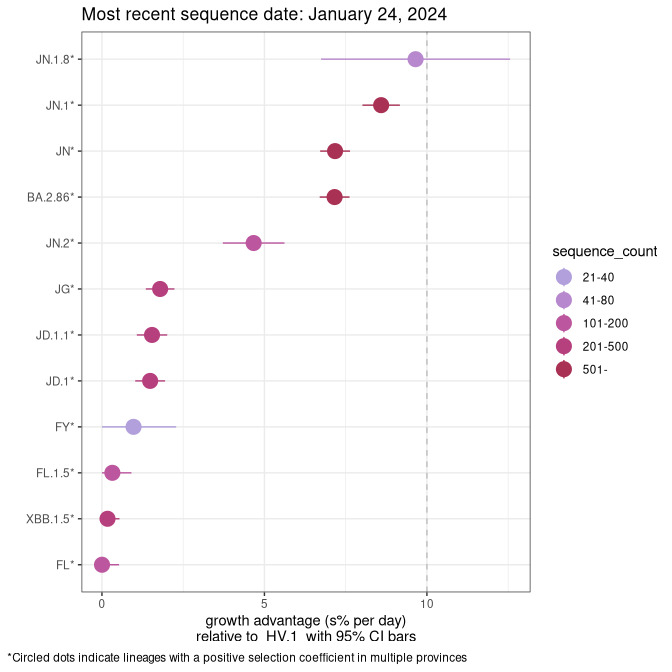 Most recent sequence date: January 24, 2024
JN.1.8*
JN.1*
JN*
BA.2.86*
JN.2*
JG*
JD.1.1*
JD.1*
FY*
FL.1.5*
XBB.1.5*
FL*
0
5
10
growth advantage (s% per day)
relative to HV.1 with 95% CI bars
sequence_count
21-40
41-80
101-200
201-500
501-
*Circled dots indicate lineages with a positive selection coefficient in multiple provinces